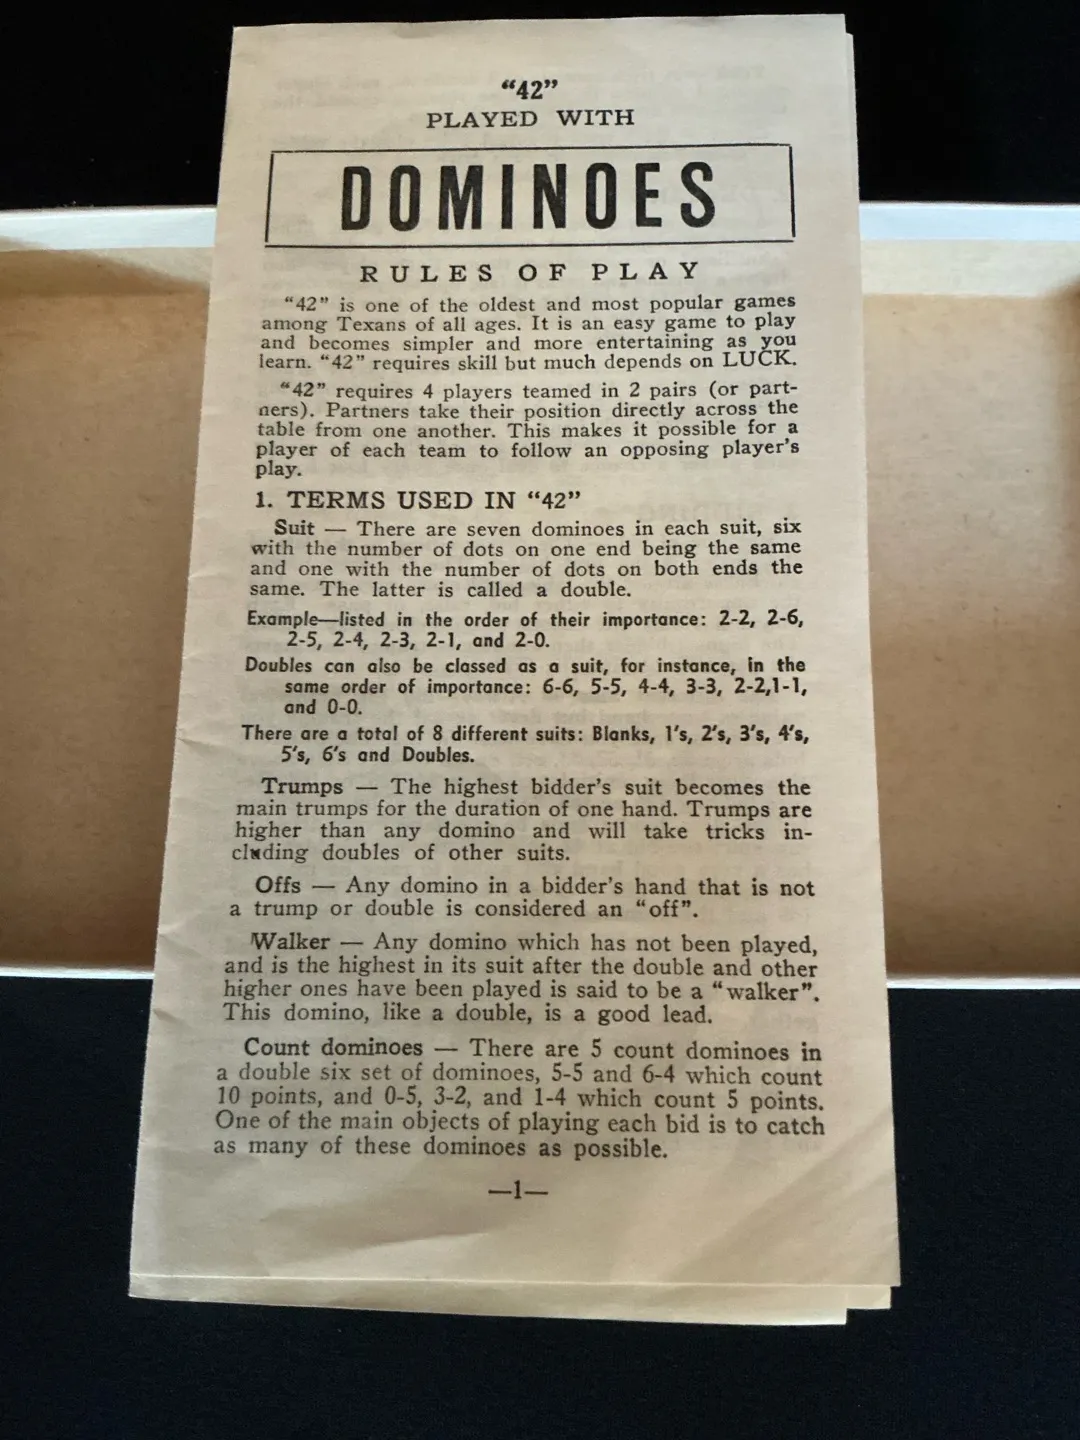 “42”
PLAYED WITH
DOMINOES
RULES OF PLAY
“42” is one of the oldest and most popular games
among Texans of all ages. It is an easy game to play
and becomes simpler and more entertaining as you
learn. “42” requires skill but much depends on LUCK.
“42” requires 4 players teamed in 2 pairs (or part-
ners). Partners take their position directly across the
table from one another. This makes it possible for a
player of each team to follow an opposing player’s
play.
1. TERMS USED IN “42”
Suit — There are seven dominoes in each suit, six
with the number of dots on one end being the same
and one with the number of dots on both ends the
same. The latter is called a double.
Example—listed in the order of their importance: 2-2, 2-6,
2-5, 2-4, 2-3, 2-1, and 2-0.
Doubles can also be classed as a suit, for instance, in the
same order of importance: 6-6, 5-5, 4-4, 3-3, 2-2,1-1,
and 0-0.
There are a total of 8 different suits: Blanks, 1’s, 2’s, 3’s, 4’s,
5’s, 6’s and Doubles.
Trumps — The highest bidder’s suit becomes the
main trumps for the duration of one hand. Trumps are
higher than any domino and will take tricks in-
cluding doubles of other suits.
Offs — Any domino in a bidder’s hand that is not
a trump or double is considered an “off”.
Walker — Any domino which has not been played,
and is the highest in its suit after the double and other
higher ones have been played is said to be a “walker”.
This domino, like a double, is a good lead.
Count dominoes — There are 5 count dominoes in
a double six set of dominoes, 5-5 and 6-4 which count
10 points, and 0-5, 3-2, and 1-4 which count 5 points.
One of the main objects of playing each bid is to catch
as many of these dominoes as possible.
—1—